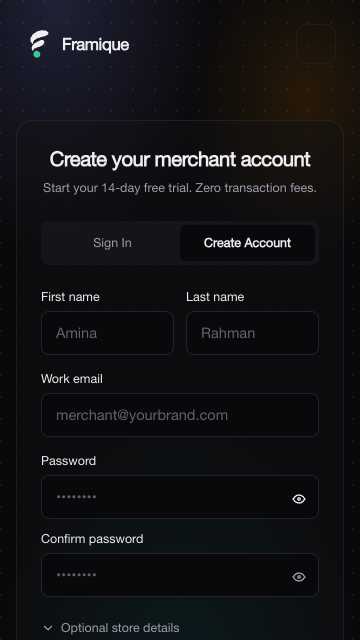 Framique
Create your merchant account
Start your 14-day free trial. Zero transaction fees.
Sign In
Create Account
First name
Last name
Amina
Rahman
Work email
merchant@yourbrand.com
Password
••••••••
Confirm password
••••••••
Optional store details